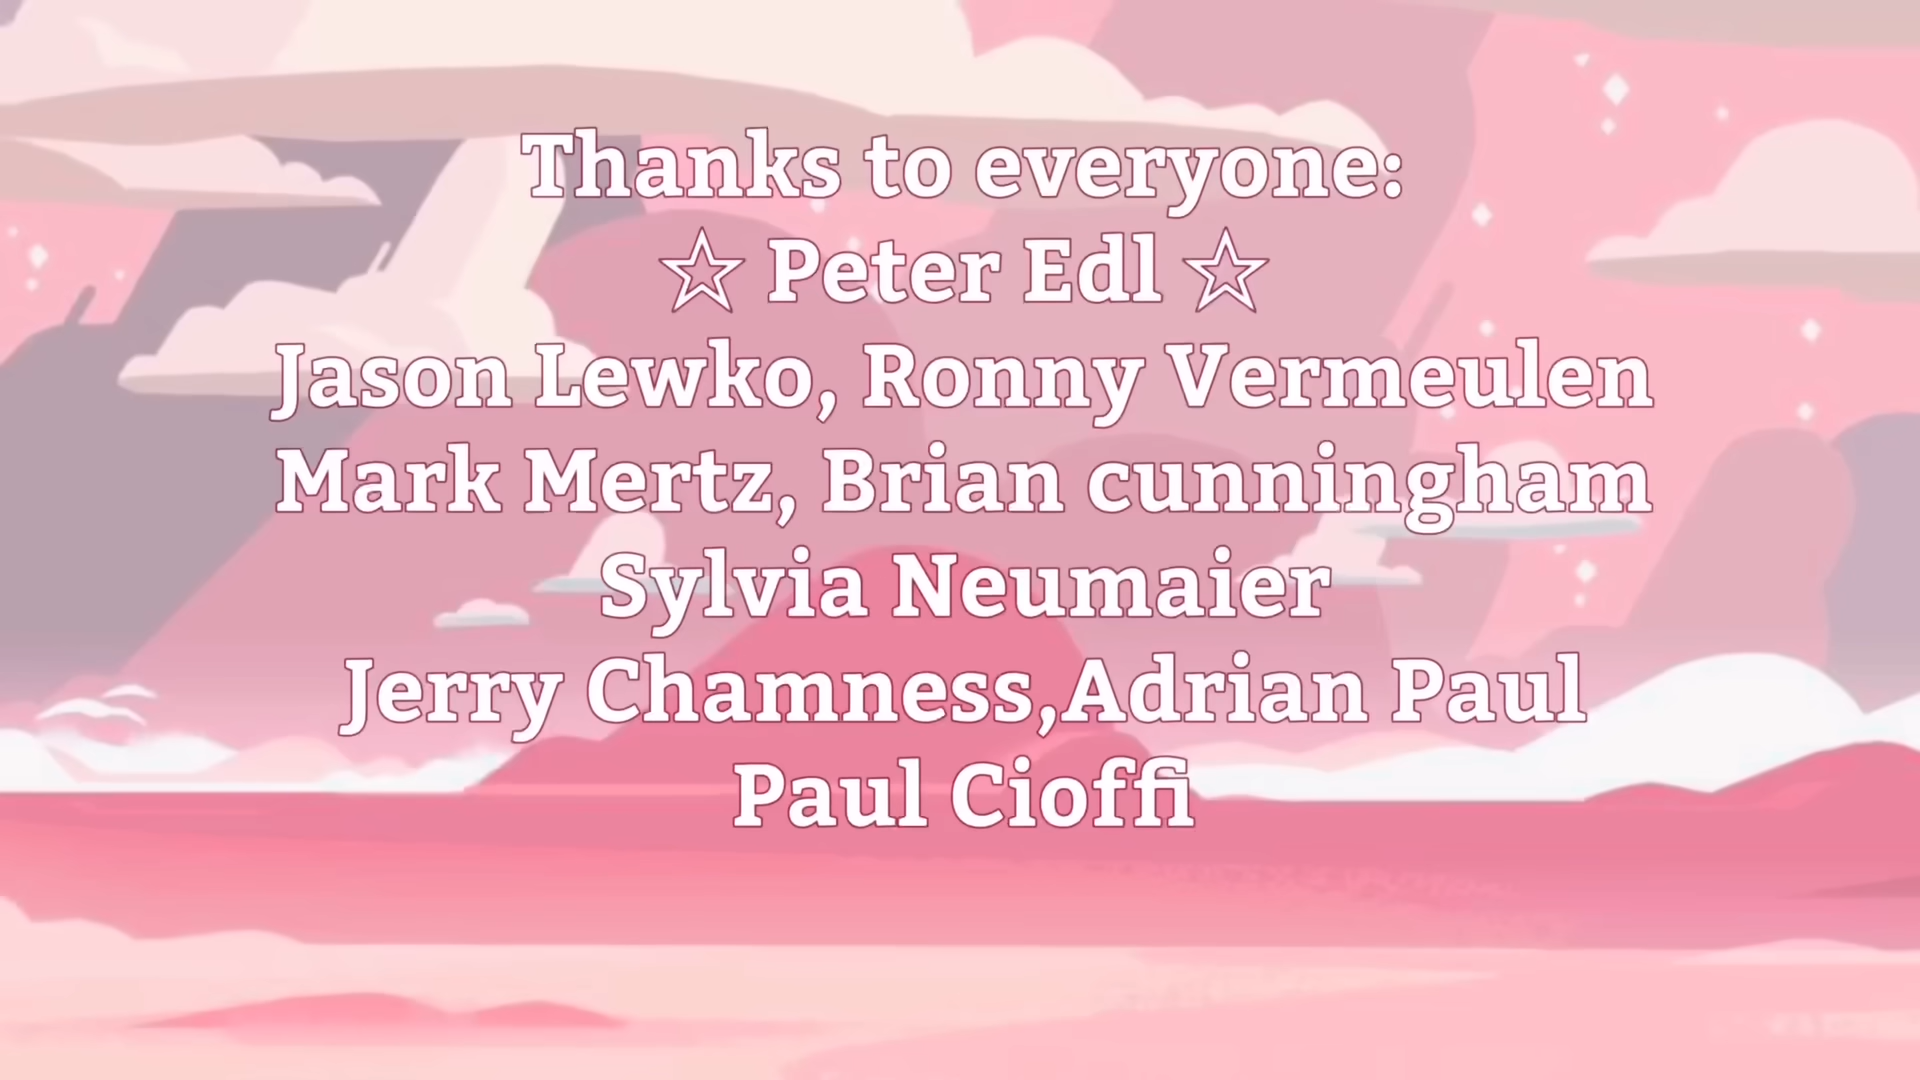 Thanks to everyone:
☆ Peter Edl ☆
Jason Lewko, Ronny Vermeulen
Mark Mertz, Brian cunningham
Sylvia Neumaier
Jerry Chamness,Adrian Paul
Paul Cioffi